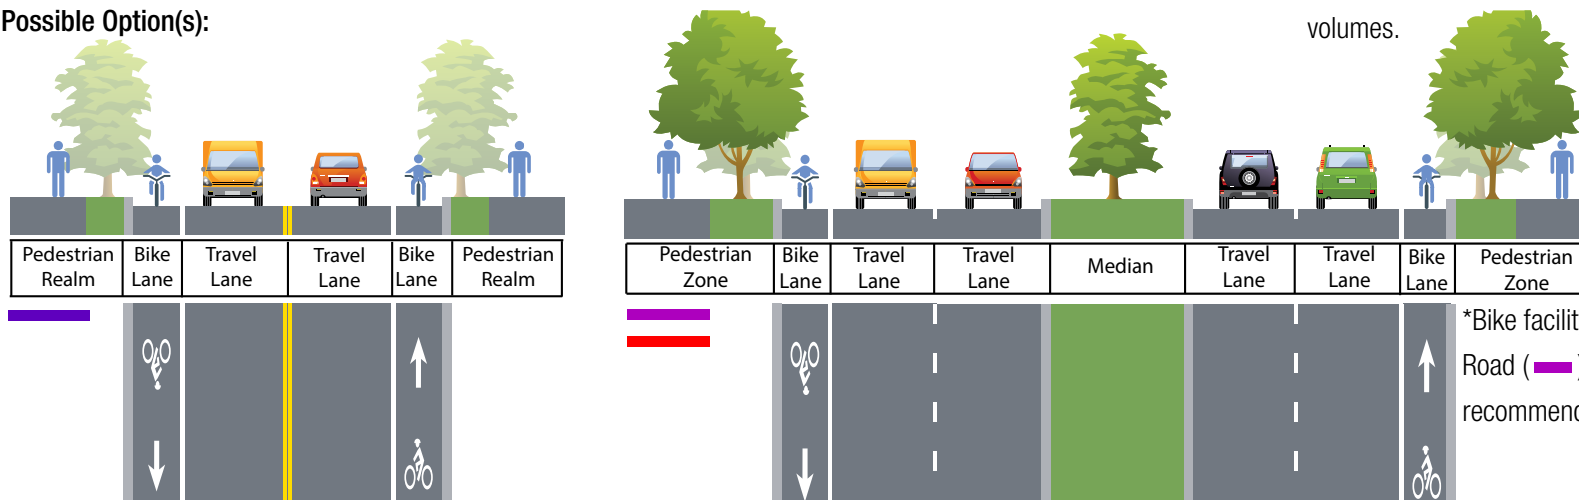 Possible Option(s):
volumes.
Pedestrian Realm
Bike Lane
Travel Lane
Travel Lane
Bike Lane
Pedestrian Realm
Pedestrian Zone
Bike Lane
Travel Lane
Travel Lane
Median
Travel Lane
Travel Lane
Bike Lane
Pedestrian Zone
*Bike facilit
Road ( )
recommend